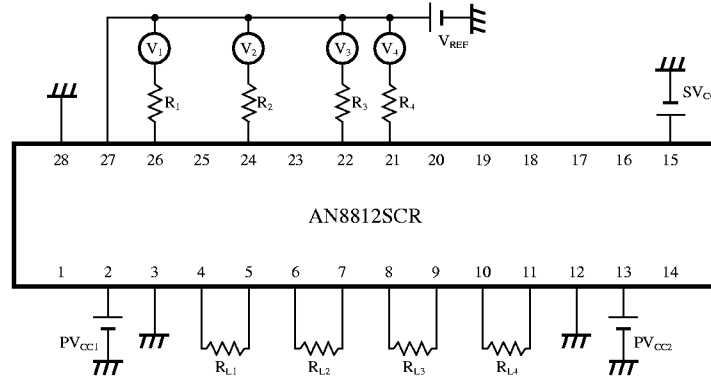 V1 V2 V3 V4 VREF
R1 R2 R3 R4 SVC
28 27 26 25 24 23 22 21 20 19 18 17 16 15
AN8812SCR
1 2 3 4 5 6 7 8 9 10 11 12 13 14
PVCC1 RL1 RL2 RL3 RL4 PVCC2